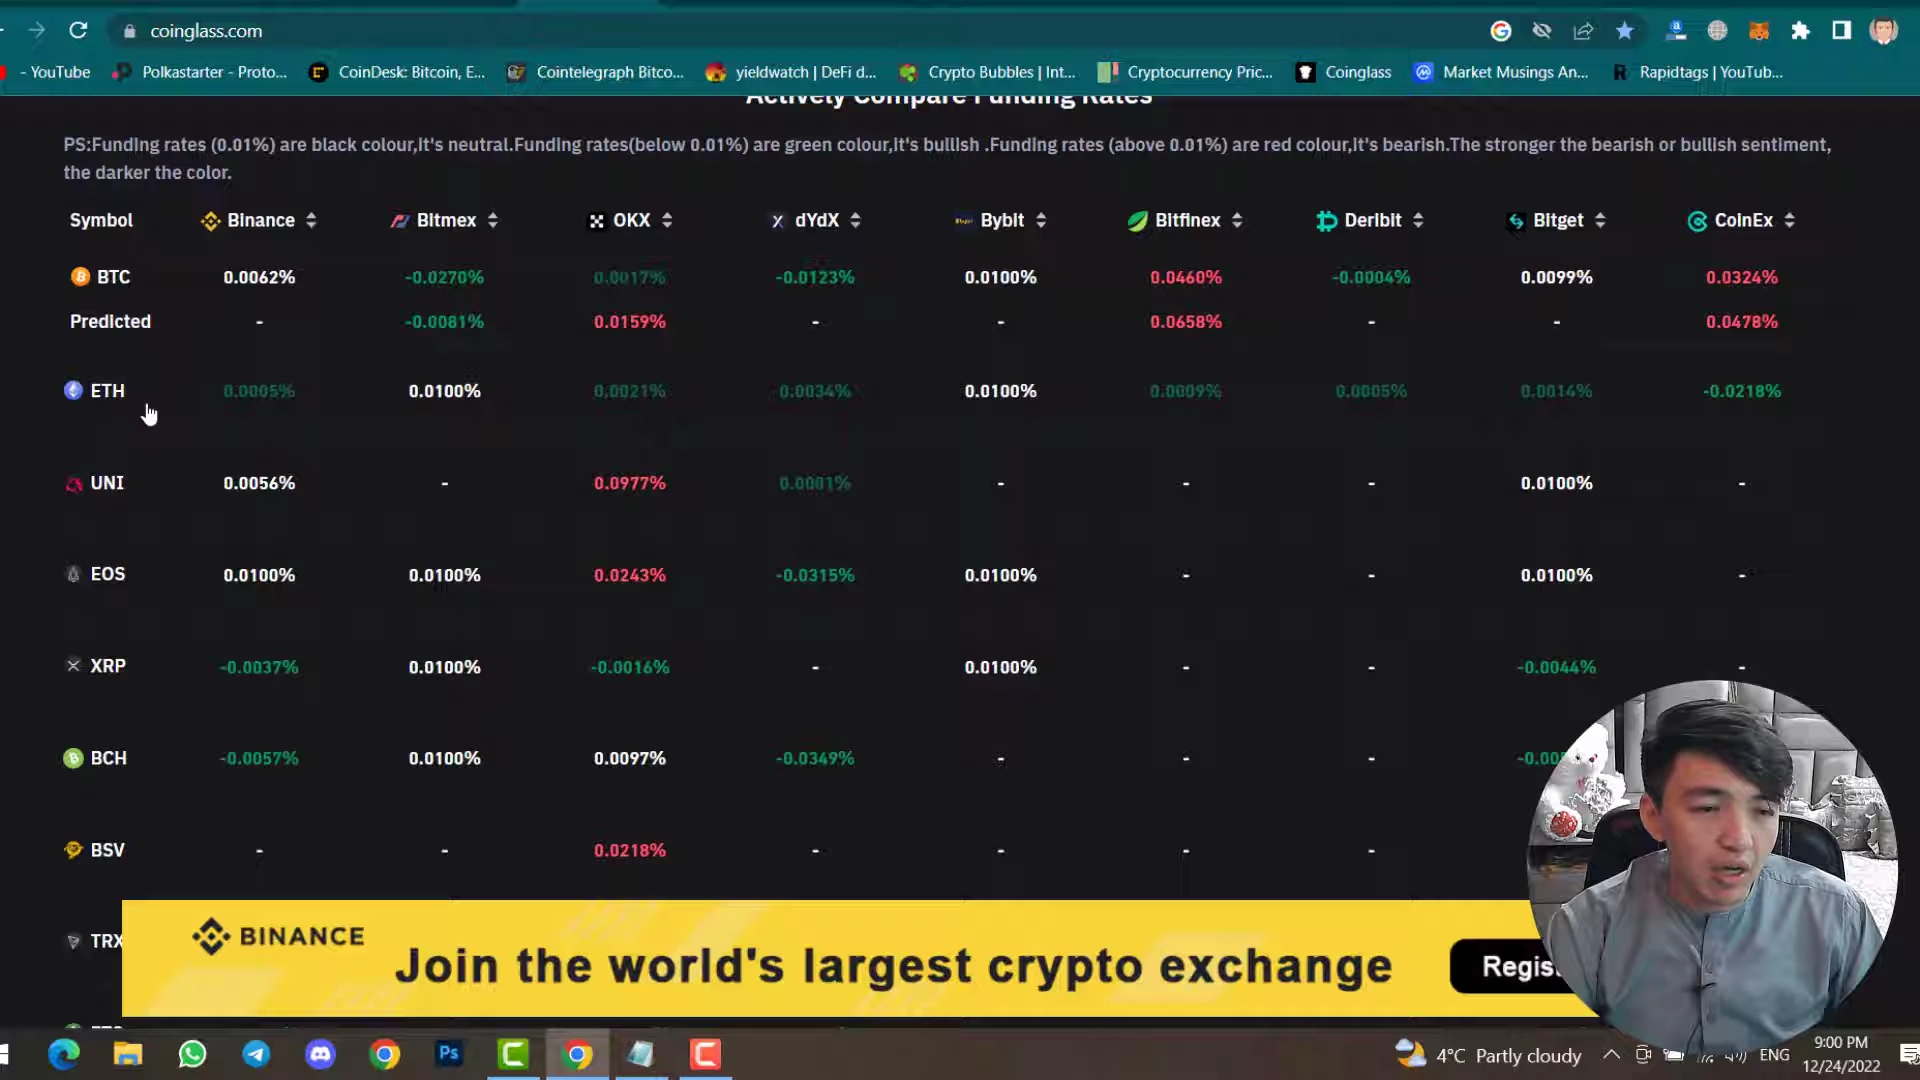 coinglass.com
- YouTube
Polkastarter - Proto...
CoinDesk: Bitcoin, E...
Cointelegraph Bitco...
yieldwatch | DeFi d...
Crypto Bubbles | Int...
Cryptocurrency Pric...
Coinglass
Market Musings An...
Rapidtags | YouTub...
Actively Compare Funding Rates
PS:Funding rates (0.01%) are black colour,it's neutral.Funding rates(below 0.01%) are green colour,it's bullish .Funding rates (above 0.01%) are red colour,it's bearish.The stronger the bearish or bullish sentiment,
the darker the color.
Symbol Binance Bitmex OKX dYdX Bybit Bitfinex Deribit Bitget CoinEx
BTC 0.0062% -0.0270% 0.0017% -0.0123% 0.0100% 0.0460% -0.0004% 0.0099% 0.0324%
Predicted - -0.0081% 0.0159% - - 0.0658% - - 0.0478%
ETH 0.0005% 0.0100% 0.0021% -0.0034% 0.0100% 0.0009% 0.0005% 0.0014% -0.0218%
UNI 0.0056% - 0.0977% 0.0001% - - - 0.0100% -
EOS 0.0100% 0.0100% 0.0243% -0.0315% 0.0100% - - 0.0100% -
XRP -0.0037% 0.0100% -0.0016% - 0.0100% - - -0.0044% -
BCH -0.0057% 0.0100% 0.0097% -0.0349% - - -
BSV - - 0.0218% - - - -
TRX
BINANCE
Join the world's largest crypto exchange
Regis
Ps
4°C Partly cloudy
ENG
9:00 PM
12/24/2022